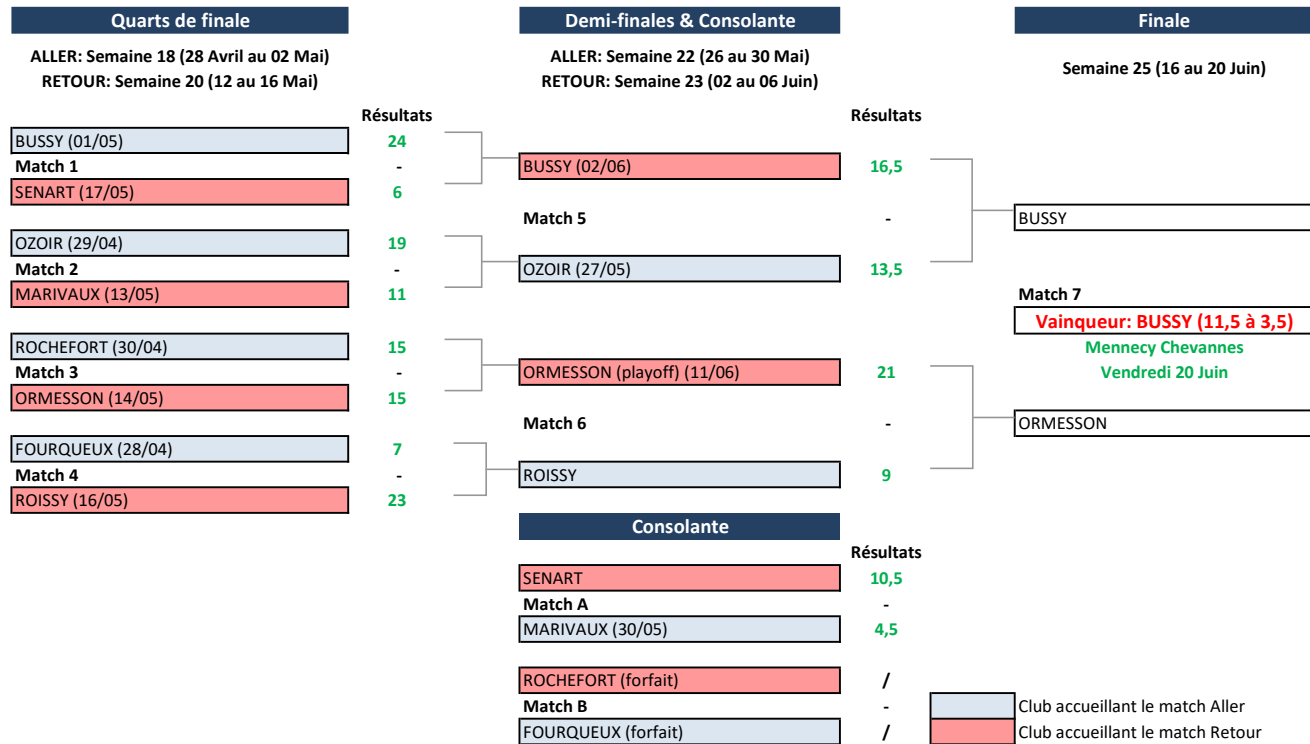 Quarts de finale
ALLER: Semaine 18 (28 Avril au 02 Mai)
RETOUR: Semaine 20 (12 au 16 Mai)
Résultats
BUSSY (01/05) 24
Match 1 -
SENART (17/05) 6
OZOIR (29/04) 19
Match 2 -
MARIVAUX (13/05) 11
ROCHEFORT (30/04) 15
Match 3 -
ORMESSON (14/05) 15
FOURQUEUX (28/04) 7
Match 4 -
ROISSY (16/05) 23
Demi-finales & Consolante
ALLER: Semaine 22 (26 au 30 Mai)
RETOUR: Semaine 23 (02 au 06 Juin)
Résultats
BUSSY (02/06) 16,5
Match 5 -
OZOIR (27/05) 13,5
ORMESSON (playoff) (11/06) 21
Match 6 -
ROISSY 9
Consolante
Résultats
SENART 10,5
Match A -
MARIVAUX (30/05) 4,5
ROCHEFORT (forfait) /
Match B -
FOURQUEUX (forfait) /
Finale
Semaine 25 (16 au 20 Juin)
BUSSY
Match 7
Vainqueur: BUSSY (11,5 à 3,5)
Mennecy Chevannes
Vendredi 20 Juin
ORMESSON
Club accueillant le match Aller
Club accueillant le match Retour